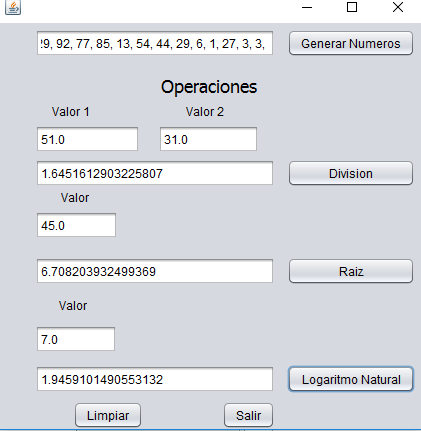 92, 77, 85, 13, 54, 44, 29, 6, 1, 27, 3, 3, Generar Numeros
Operaciones
Valor 1 Valor 2
51.0 31.0
1.6451612903225807 Division
Valor
45.0
6.708203932499369 Raiz
Valor
7.0
1.9459101490553132 Logaritmo Natural
Limpiar Salir